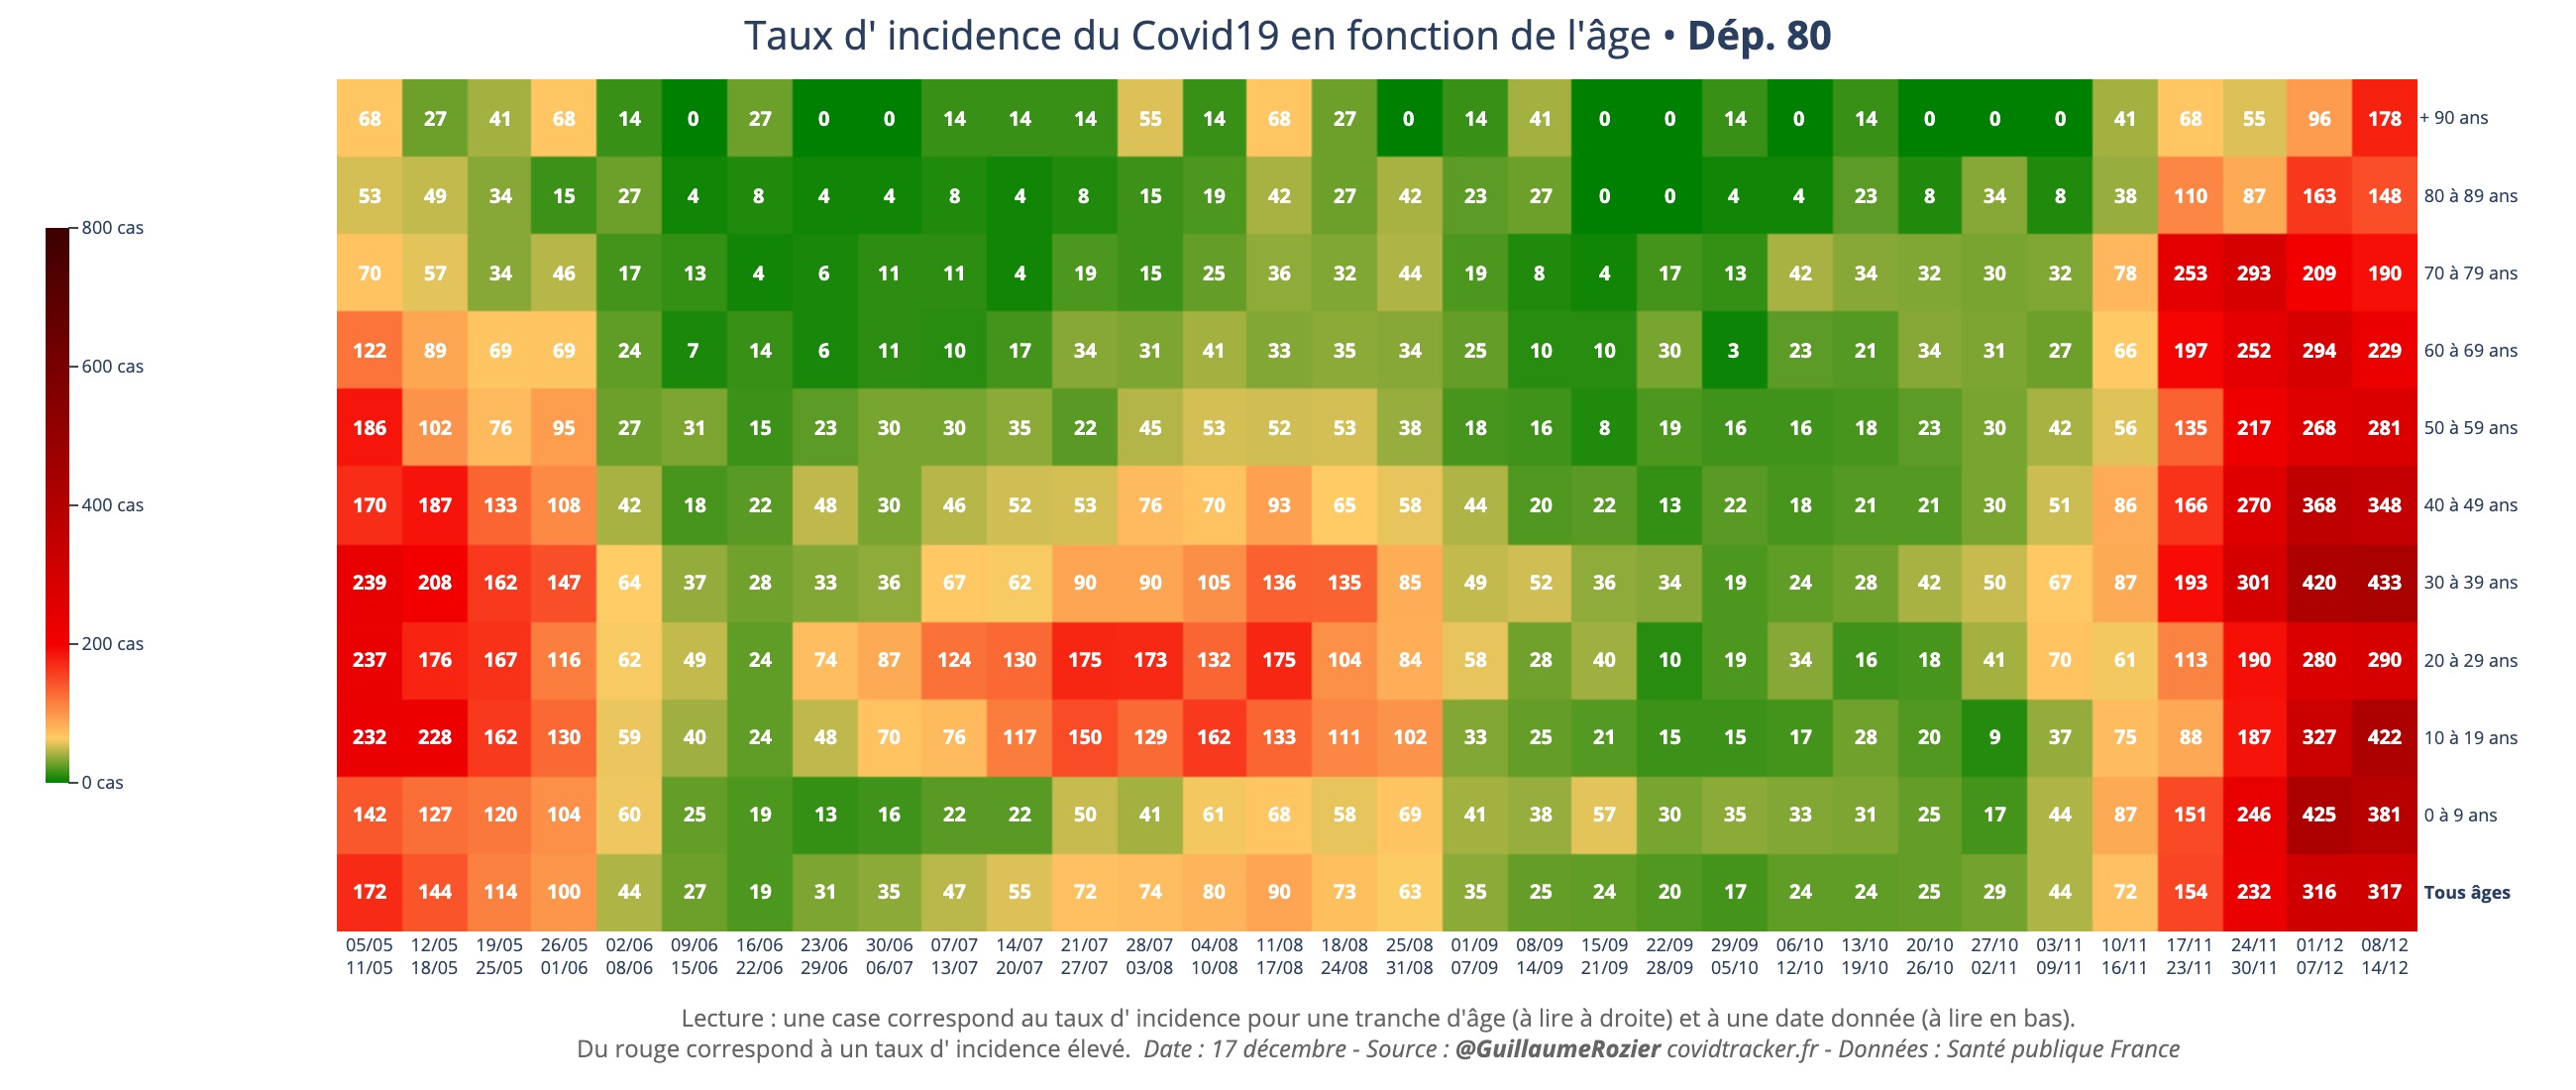 Taux d' incidence du Covid19 en fonction de l'âge • Dép. 80
800 cas
600 cas
400 cas
200 cas
0 cas
68 27 41 68 14 0 27 0 0 14 14 14 55 14 68 27 0 14 41 0 0 14 0 14 0 0 0 41 68 55 96 178 + 90 ans
53 49 34 15 27 4 8 4 4 8 4 8 15 19 42 27 42 23 27 0 0 4 4 23 8 34 8 38 110 87 163 148 80 à 89 ans
70 57 34 46 17 13 4 6 11 11 4 19 15 25 36 32 44 19 8 4 17 13 42 34 32 30 32 78 253 293 209 190 70 à 79 ans
122 89 69 69 24 7 14 6 11 10 17 34 31 41 33 35 34 25 10 10 30 3 23 21 34 31 27 66 197 252 294 229 60 à 69 ans
186 102 76 95 27 31 15 23 30 30 35 22 45 53 52 53 38 18 16 8 19 16 16 18 23 30 42 56 135 217 268 281 50 à 59 ans
170 187 133 108 42 18 22 48 30 46 52 53 76 70 93 65 58 44 20 22 13 22 18 21 21 30 51 86 166 270 368 348 40 à 49 ans
239 208 162 147 64 37 28 33 36 67 62 90 90 105 136 135 85 49 52 36 34 19 24 28 42 50 67 87 193 301 420 433 30 à 39 ans
237 176 167 116 62 49 24 74 87 124 130 175 173 132 175 104 84 58 28 40 10 19 34 16 18 41 70 61 113 190 280 290 20 à 29 ans
232 228 162 130 59 40 24 48 70 76 117 150 129 162 133 111 102 33 25 21 15 15 17 28 20 9 37 75 88 187 327 422 10 à 19 ans
142 127 120 104 60 25 19 13 16 22 22 50 41 61 68 58 69 41 38 57 30 35 33 31 25 17 44 87 151 246 425 381 0 à 9 ans
172 144 114 100 44 27 19 31 35 47 55 72 74 80 90 73 63 35 25 24 20 17 24 24 25 29 44 72 154 232 316 317 Tous âges
05/05 12/05 19/05 26/05 02/06 09/06 16/06 23/06 30/06 07/07 14/07 21/07 28/07 04/08 11/08 18/08 25/08 01/09 08/09 15/09 22/09 29/09 06/10 13/10 20/10 27/10 03/11 10/11 17/11 24/11 01/12 08/12
11/05 18/05 25/05 01/06 08/06 15/06 22/06 29/06 06/07 13/07 20/07 27/07 03/08 10/08 17/08 24/08 31/08 07/09 14/09 21/09 28/09 05/10 12/10 19/10 26/10 02/11 09/11 16/11 23/11 30/11 07/12 14/12
Lecture : une case correspond au taux d' incidence pour une tranche d'âge (à lire à droite) et à une date donnée (à lire en bas).
Du rouge correspond à un taux d' incidence élevé. Date : 17 décembre - Source : @GuillaumeRozier covidtracker.fr - Données : Santé publique France